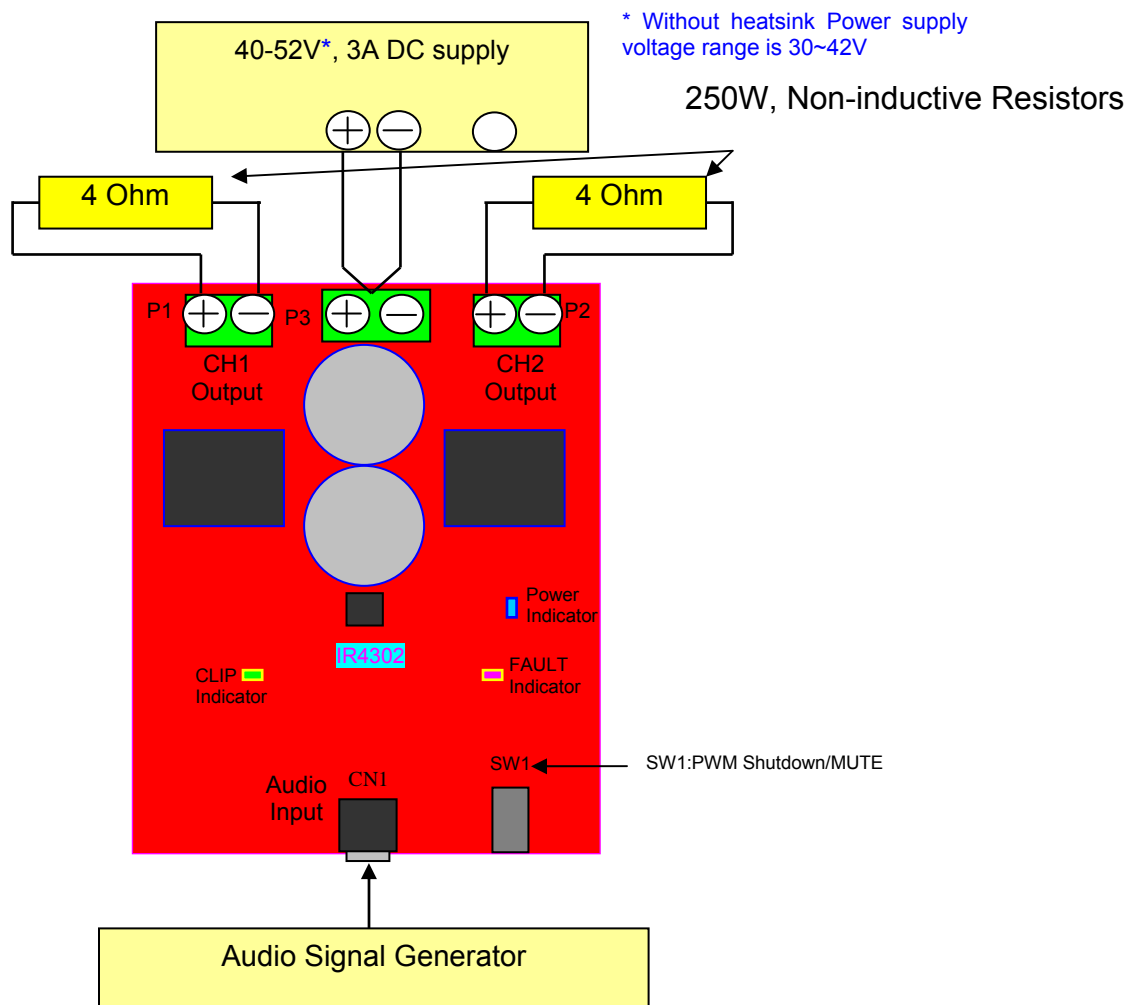 40-52V*, 3A DC supply
* Without heatsink Power supply
voltage range is 30~42V
250W, Non-inductive Resistors
4 Ohm
4 Ohm
P1
P3
P2
CH1
Output
CH2
Output
Power
Indicator
IR4302
CLIP
Indicator
FAULT
Indicator
SW1
SW1:PWM Shutdown/MUTE
Audio
Input
CN1
Audio Signal Generator